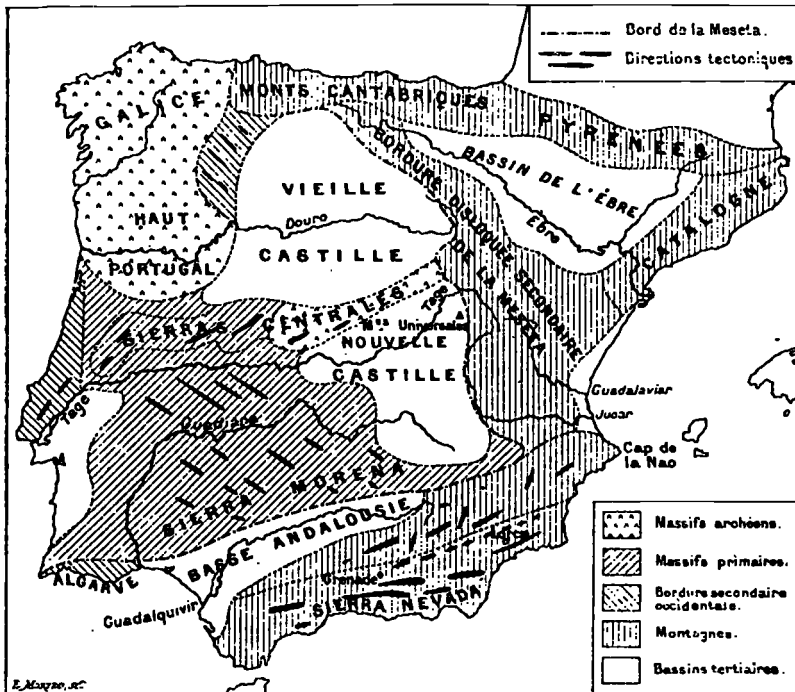 Bord de la Meseta.
Directions tectoniques
GALICE
MONTS CANTABRIQUES
PYRÉNÉES
BORDURE DISLOQUÉE SECONDAIRE
DE LA MESETA
BASSIN DE L'ÈBRE
Èbre
CATALOGNE
VIEILLE
HAUT
Douro
CASTILLE
PORTUGAL
SIERRAS
CENTRALES
Tage
Mts Universales
NOUVELLE
CASTILLE
Tage
Guadalaviar
Jucar
Guadiana
Cap de
la Nao
SIERRA MORENA
BASSE ANDALOUSIE
ALGARVE
Grenade
SIERRA NEVADA
Guadalquivir
Massifs archéens.
Massifs primaires.
Bordure secondaire
occidentale.
Montagnes.
Bassins tertiaires